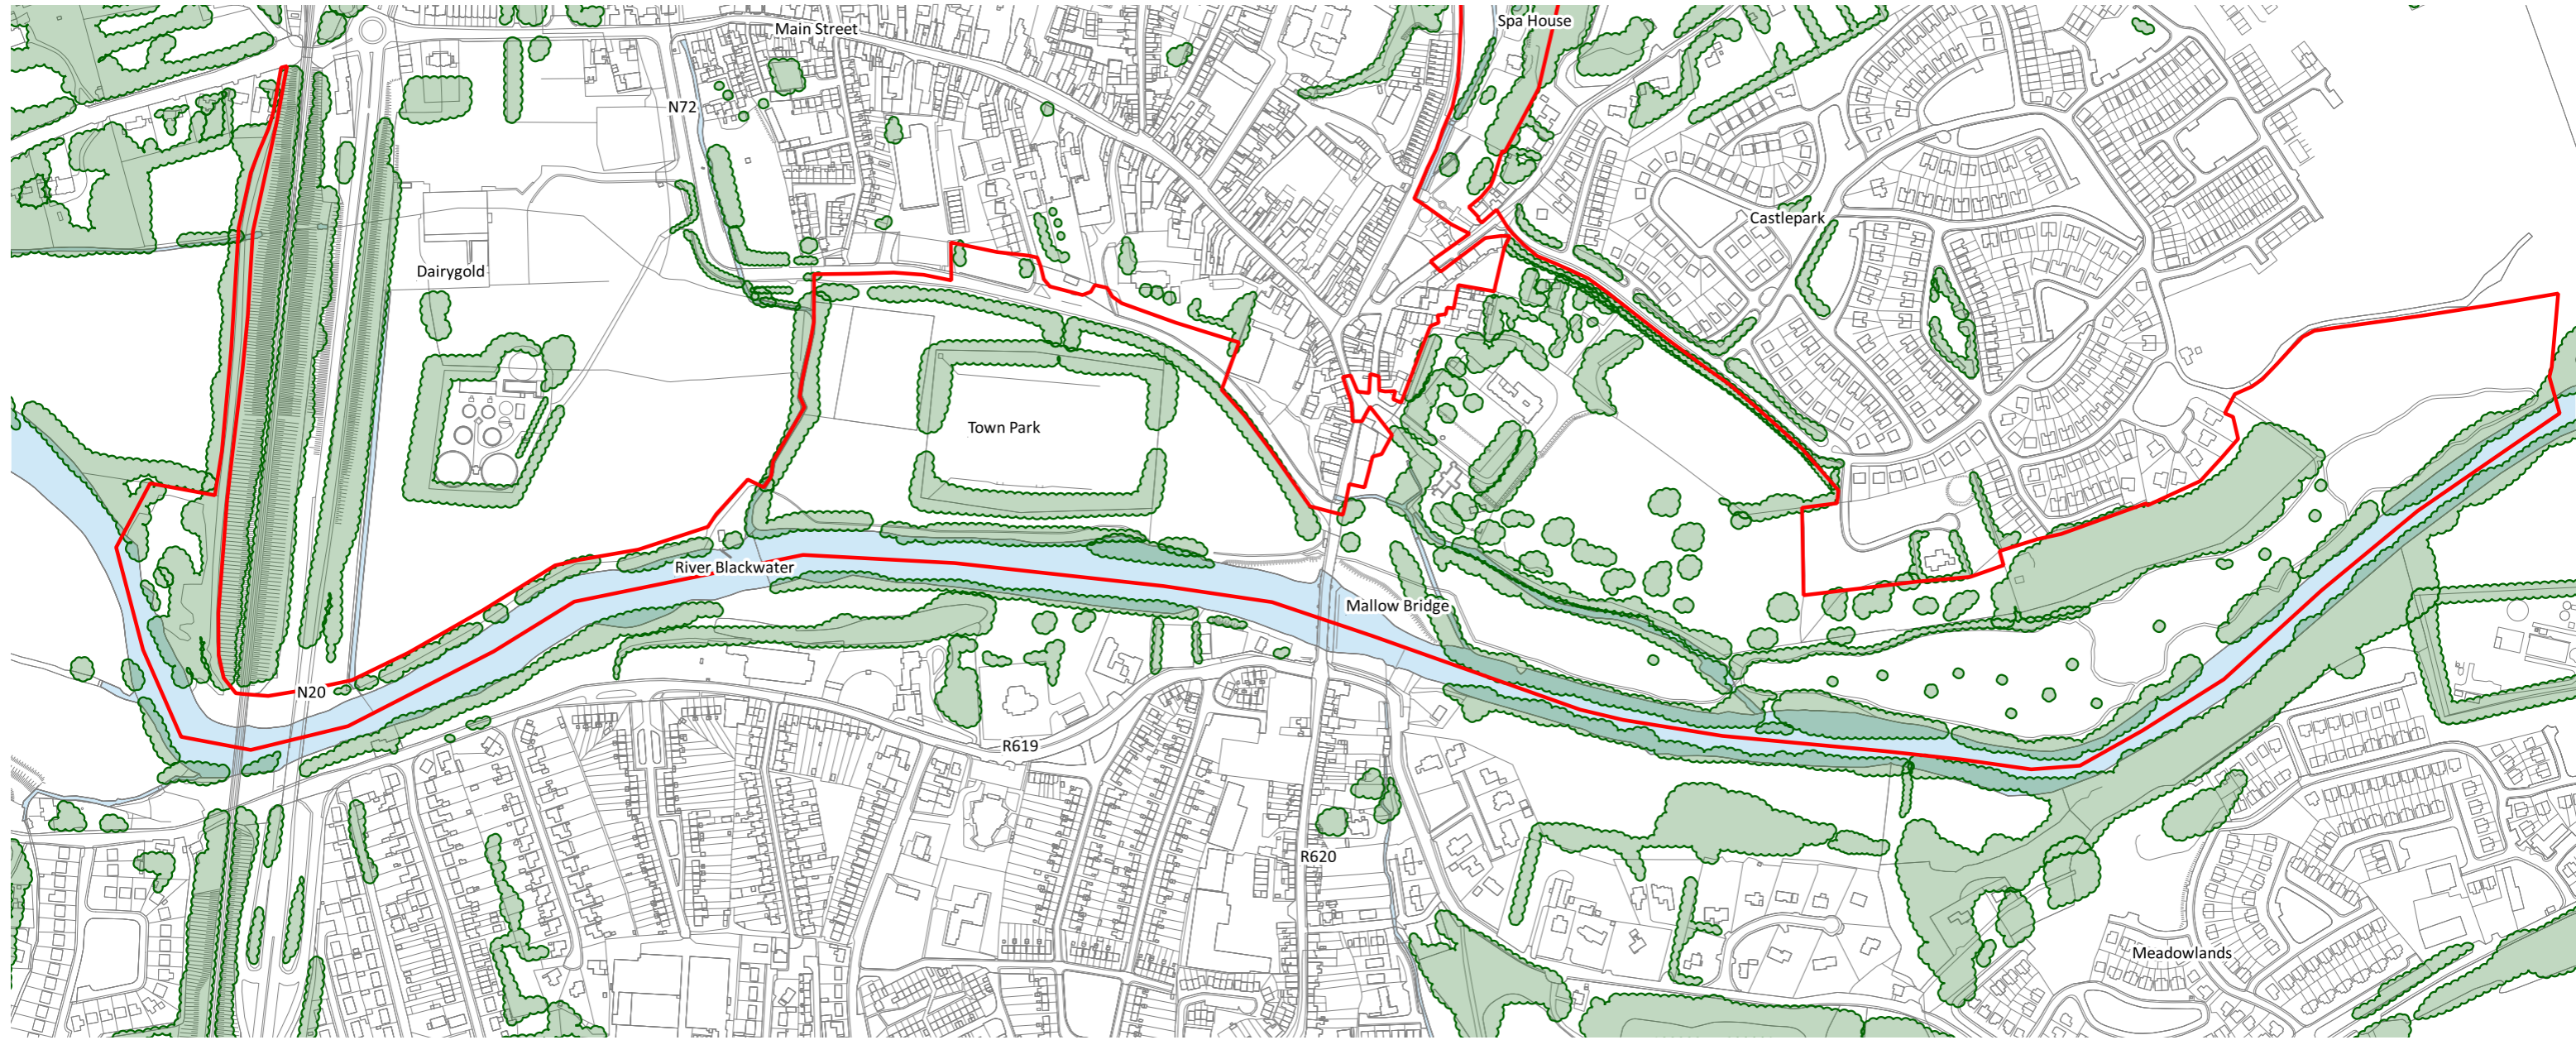 Spa House
Main Street
N72
Castlepark
Dairygold
Town Park
River Blackwater
Mallow Bridge
N20
R619
R620
Meadowlands